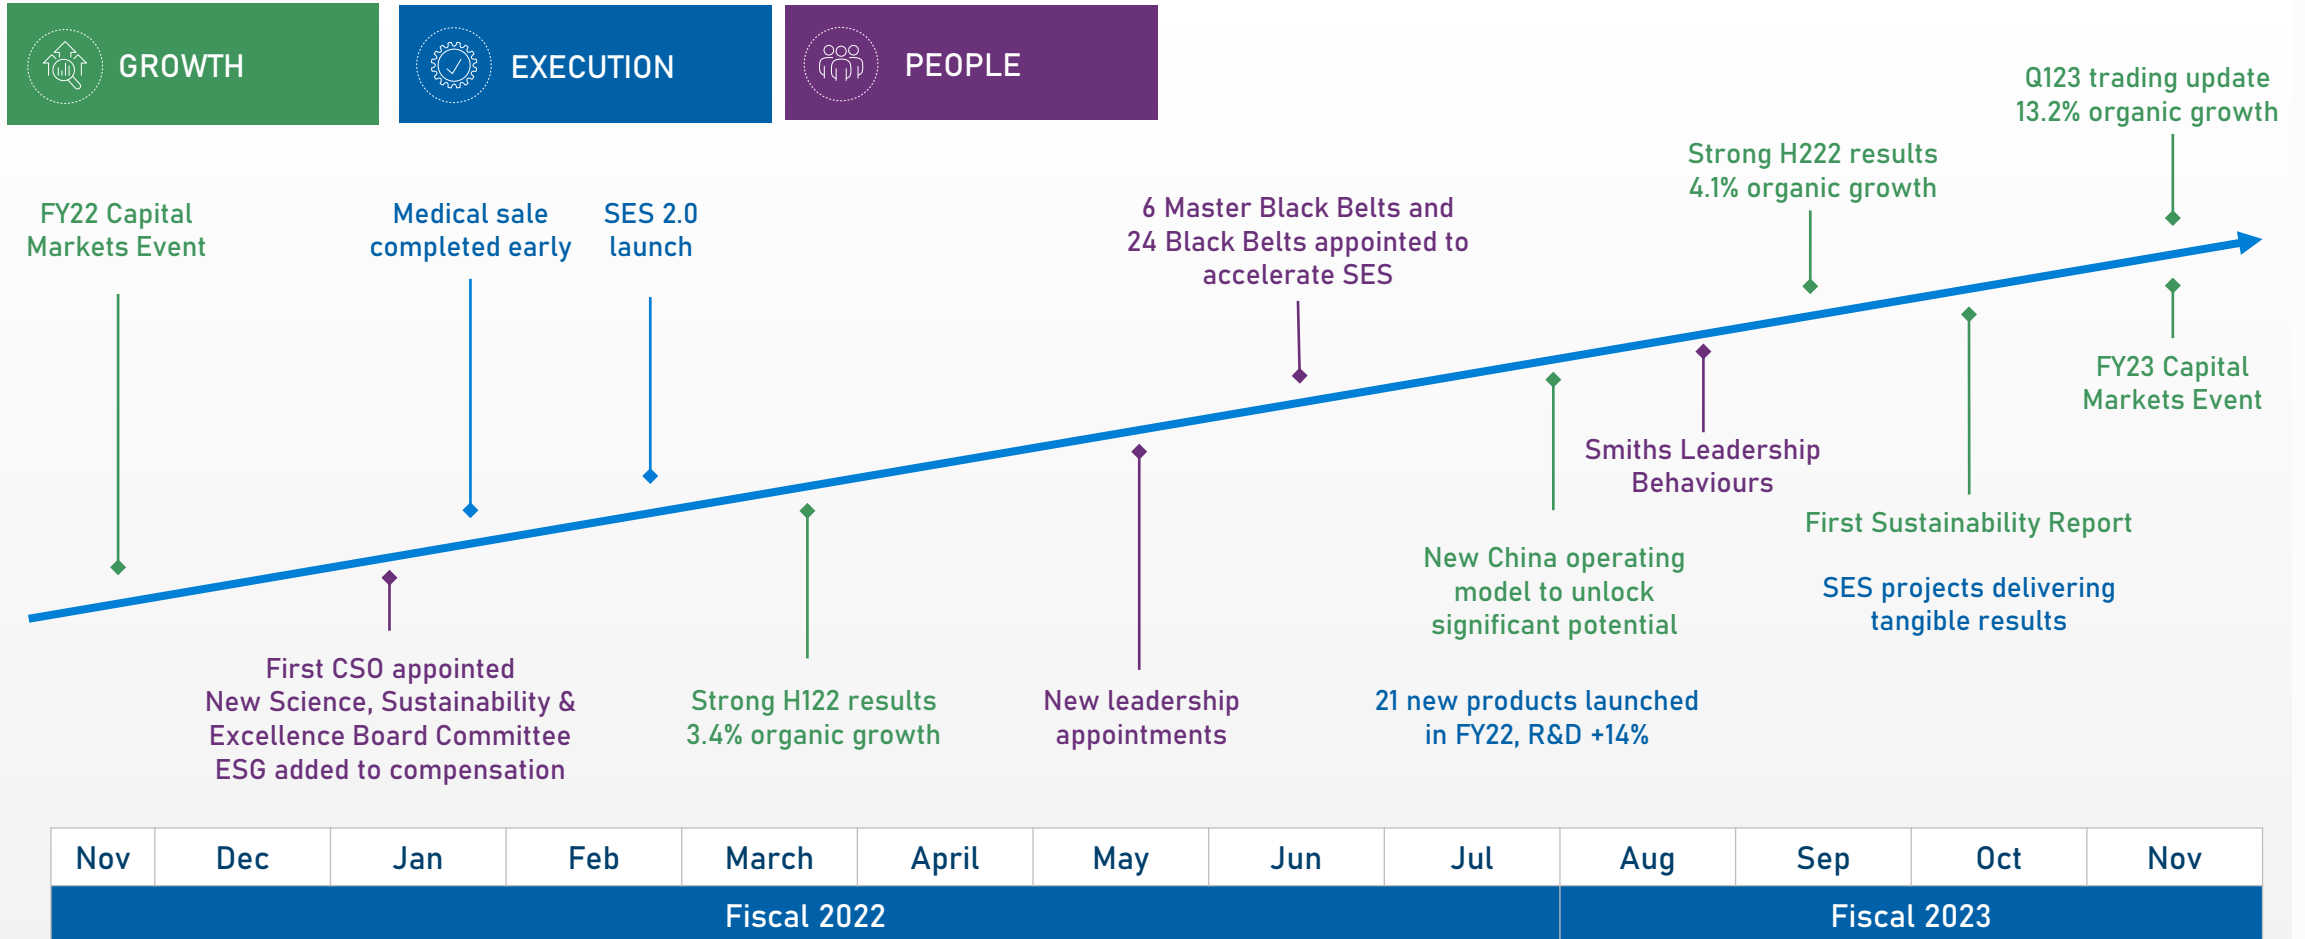 GROWTH
EXECUTION
PEOPLE
FY22 Capital
Markets Event
Medical sale
completed early
SES 2.0
launch
6 Master Black Belts and
24 Black Belts appointed to
accelerate SES
Strong H222 results
4.1% organic growth
Q123 trading update
13.2% organic growth
First CSO appointed
New Science, Sustainability &
Excellence Board Committee
ESG added to compensation
Strong H122 results
3.4% organic growth
New leadership
appointments
New China operating
model to unlock
significant potential
21 new products launched
in FY22, R&D +14%
Smiths Leadership
Behaviours
First Sustainability Report
SES projects delivering
tangible results
FY23 Capital
Markets Event
Nov
Dec
Jan
Feb
March
April
May
Jun
Jul
Aug
Sep
Oct
Nov
Fiscal 2022
Fiscal 2023